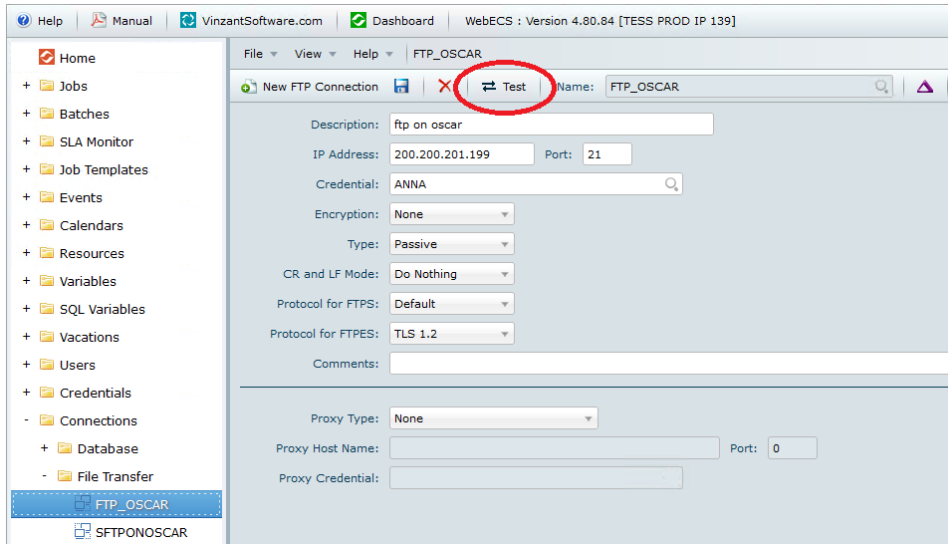 Help Manual VinzantSoftware.com Dashboard WebECS : Version 4.80.84 [TESS PROD IP 139]
Home
+ Jobs
+ Batches
+ SLA Monitor
+ Job Templates
+ Events
+ Calendars
+ Resources
+ Variables
+ SQL Variables
+ Vacations
+ Users
+ Credentials
- Connections
+ Database
- File Transfer
FTP_OSCAR
SFTPONOSCAR
File View Help FTP_OSCAR
New FTP Connection Test Name: FTP_OSCAR
Description: ftp on oscar
IP Address: 200.200.201.199 Port: 21
Credential: ANNA
Encryption: None
Type: Passive
CR and LF Mode: Do Nothing
Protocol for FTPS: Default
Protocol for FTPES: TLS 1.2
Comments:
Proxy Type: None
Proxy Host Name: Port: 0
Proxy Credential: